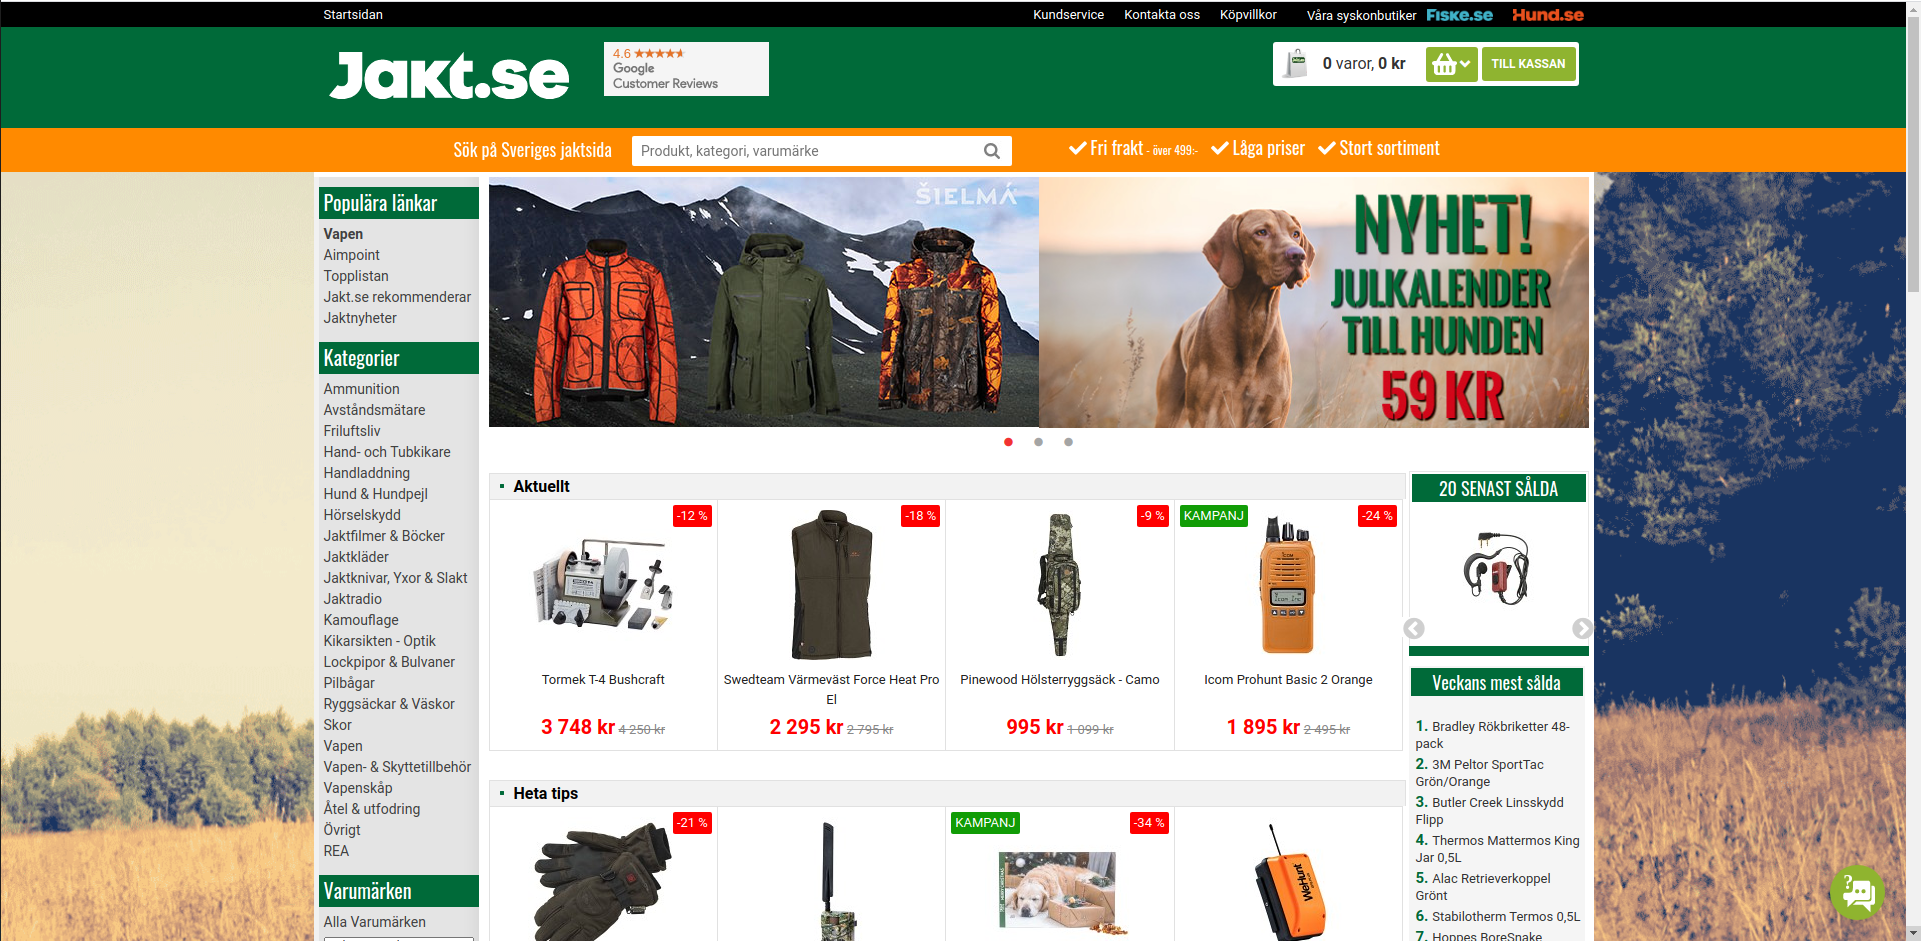 Startsidan
Kundservice
Kontakta oss
Köpvillkor
Våra syskonbutiker
Fiske.se
Hund.se
Jakt.se
4.6
Google
Customer Reviews
0 varor, 0 kr
TILL KASSAN
Sök på Sveriges jaktsida
Produkt, kategori, varumärke
Fri frakt - över 499:-
Låga priser
Stort sortiment
Populära länkar
Vapen
Aimpoint
Topplistan
Jakt.se rekommenderar
Jaktnyheter
Kategorier
Ammunition
Avståndsmätare
Friluftsliv
Hand- och Tubkikare
Handladdning
Hund & Hundpejl
Hörselskydd
Jaktfilmer & Böcker
Jaktkläder
Jaktknivar, Yxor & Slakt
Jaktradio
Kamouflage
Kikarsikten - Optik
Lockpipor & Bulvaner
Pilbågar
Ryggsäckar & Väskor
Skor
Vapen
Vapen- & Skyttetillbehör
Vapenskåp
Åtel & utfodring
Övrigt
REA
Varumärken
Alla Varumärken
ŠIELMÁ
NYHET!
JULKALENDER
TILL HUNDEN
59 KR
Aktuellt
-12 %
Tormek T-4 Bushcraft
3 748 kr 4 250 kr
-18 %
Swedteam Värmeväst Force Heat Pro
El
2 295 kr 2 795 kr
-9 %
Pinewood Hölsterryggsäck - Camo
995 kr 1 099 kr
KAMPANJ
-24 %
Icom Prohunt Basic 2 Orange
1 895 kr 2 495 kr
Heta tips
-21 %
KAMPANJ
-34 %
WeHunt
20 SENAST SÅLDA
Veckans mest sålda
1. Bradley Rökbriketter 48-
pack
2. 3M Peltor SportTac
Grön/Orange
3. Butler Creek Linsskydd
Flipp
4. Thermos Mattermos King
Jar 0,5L
5. Alac Retrieverkoppel
Grönt
6. Stabilotherm Termos 0,5L
7. Hoppes BoreSnake